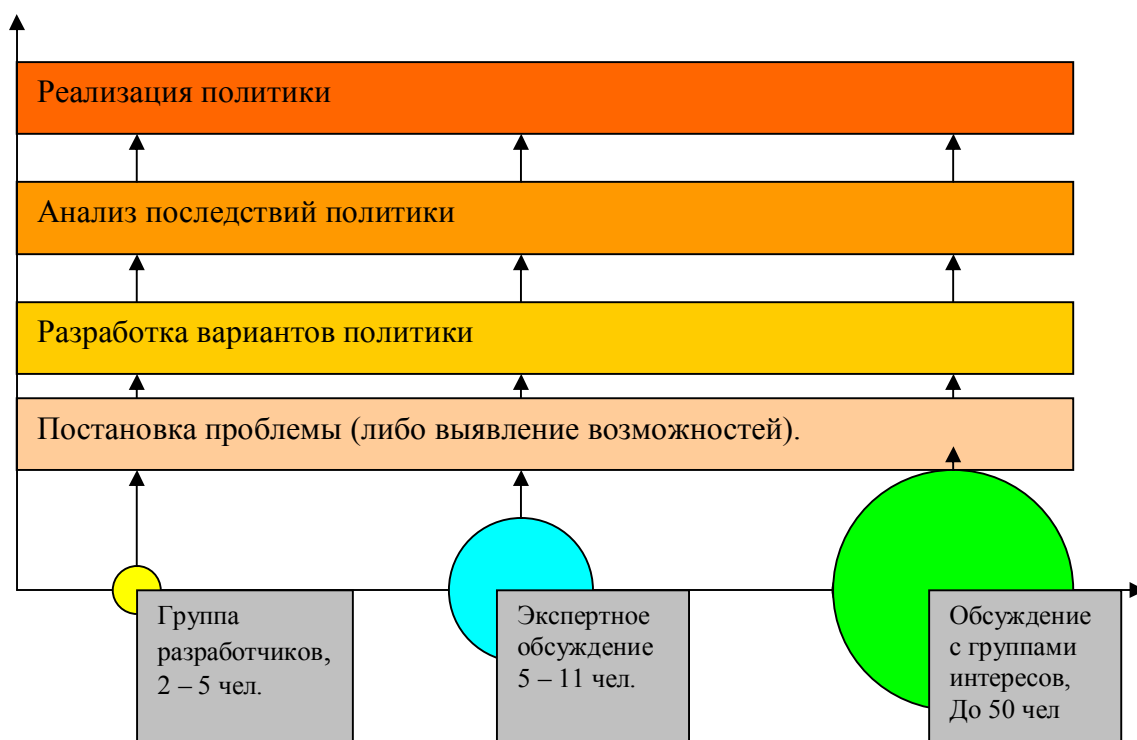 Реализация политики
Анализ последствий политики
Разработка вариантов политики
Постановка проблемы (либо выявление возможностей).
Группа
разработчиков,
2 – 5 чел.
Экспертное
обсуждение
5 – 11 чел.
Обсуждение
с группами
интересов,
До 50 чел